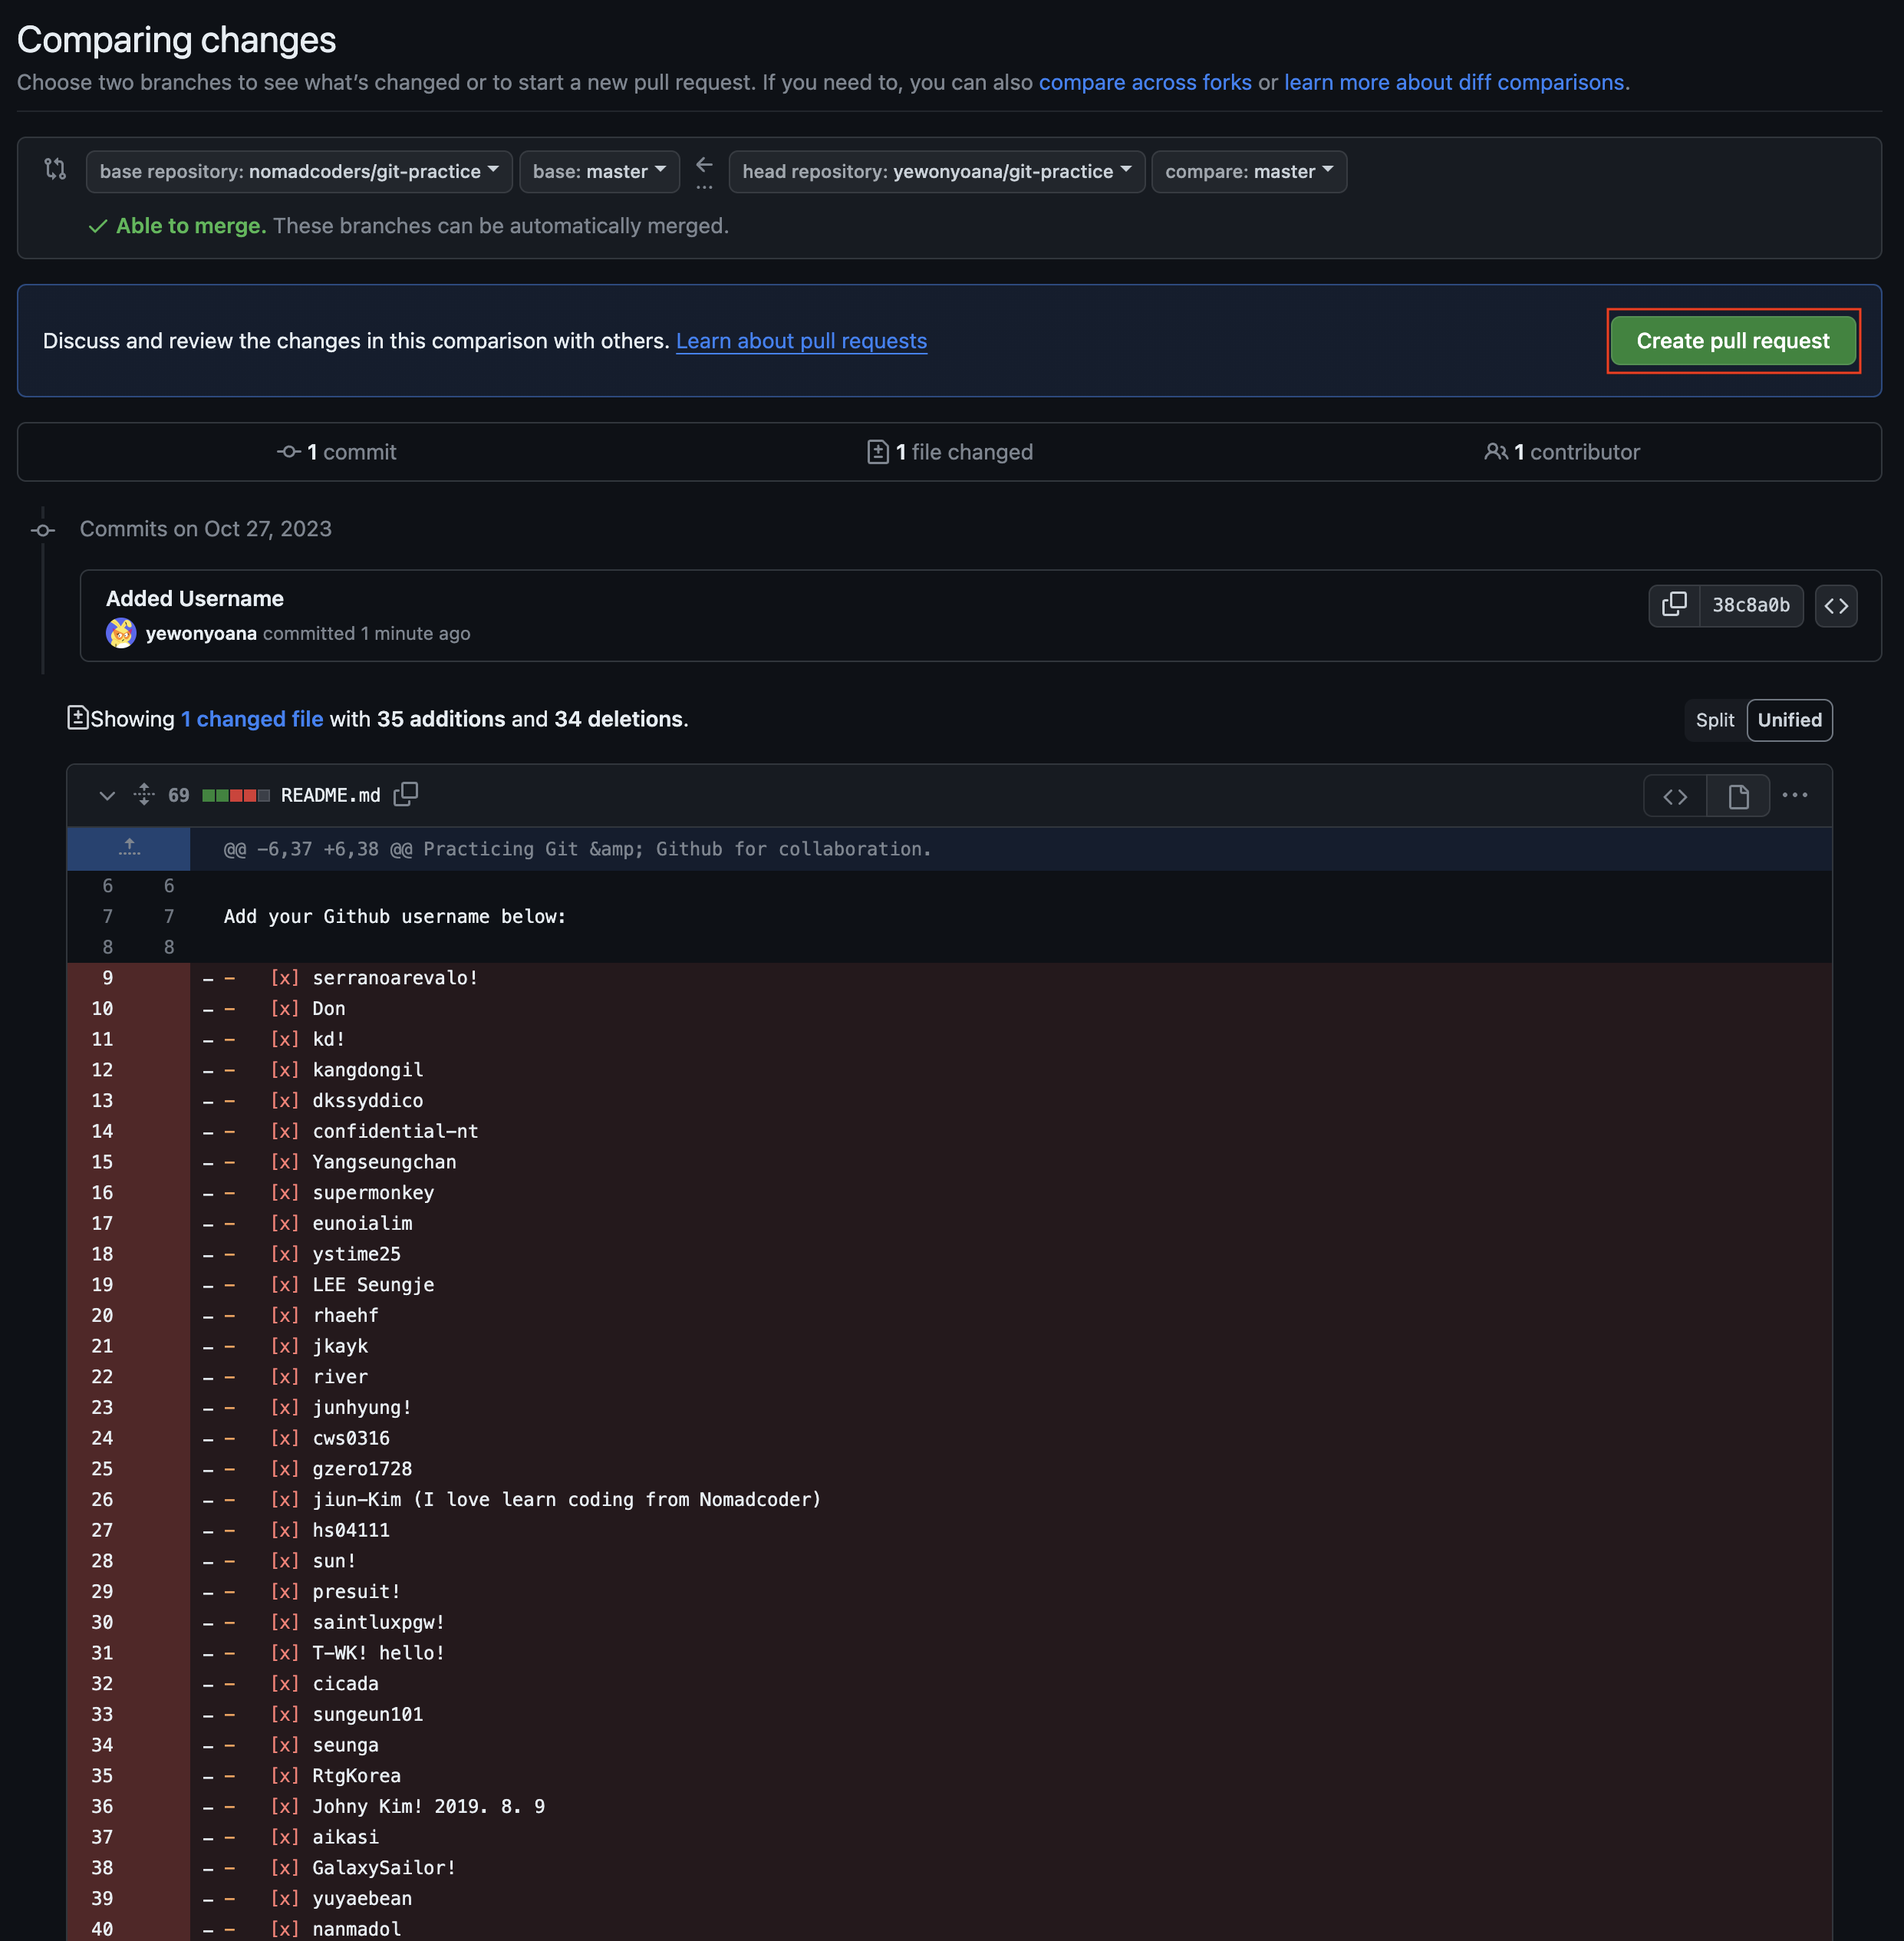 Comparing changes
Choose two branches to see what’s changed or to start a new pull request. If you need to, you can also compare across forks or learn more about diff comparisons.
base repository: nomadcoders/git-practice base: master ... head repository: yewonyoana/git-practice compare: master
Able to merge. These branches can be automatically merged.
Discuss and review the changes in this comparison with others. Learn about pull requests Create pull request
1 commit 1 file changed 1 contributor
Commits on Oct 27, 2023
Added Username
yewonyoana committed 1 minute ago 38c8a0b
Showing 1 changed file with 35 additions and 34 deletions. Split Unified
69 README.md
@@ -6,37 +6,38 @@ Practicing Git &amp; Github for collaboration.
6 6
7 7 Add your Github username below:
8 8
9 - - [x] serranoarevalo!
10 - - [x] Don
11 - - [x] kd!
12 - - [x] kangdongil
13 - - [x] dkssyddico
14 - - [x] confidential-nt
15 - - [x] Yangseungchan
16 - - [x] supermonkey
17 - - [x] eunoialim
18 - - [x] ystime25
19 - - [x] LEE Seungje
20 - - [x] rhaehf
21 - - [x] jkayk
22 - - [x] river
23 - - [x] junhyung!
24 - - [x] cws0316
25 - - [x] gzero1728
26 - - [x] jiun-Kim (I love learn coding from Nomadcoder)
27 - - [x] hs04111
28 - - [x] sun!
29 - - [x] presuit!
30 - - [x] saintluxpgw!
31 - - [x] T-WK! hello!
32 - - [x] cicada
33 - - [x] sungeun101
34 - - [x] seunga
35 - - [x] RtgKorea
36 - - [x] Johny Kim! 2019. 8. 9
37 - - [x] aikasi
38 - - [x] GalaxySailor!
39 - - [x] yuyaebean
40 - - [x] nanmadol